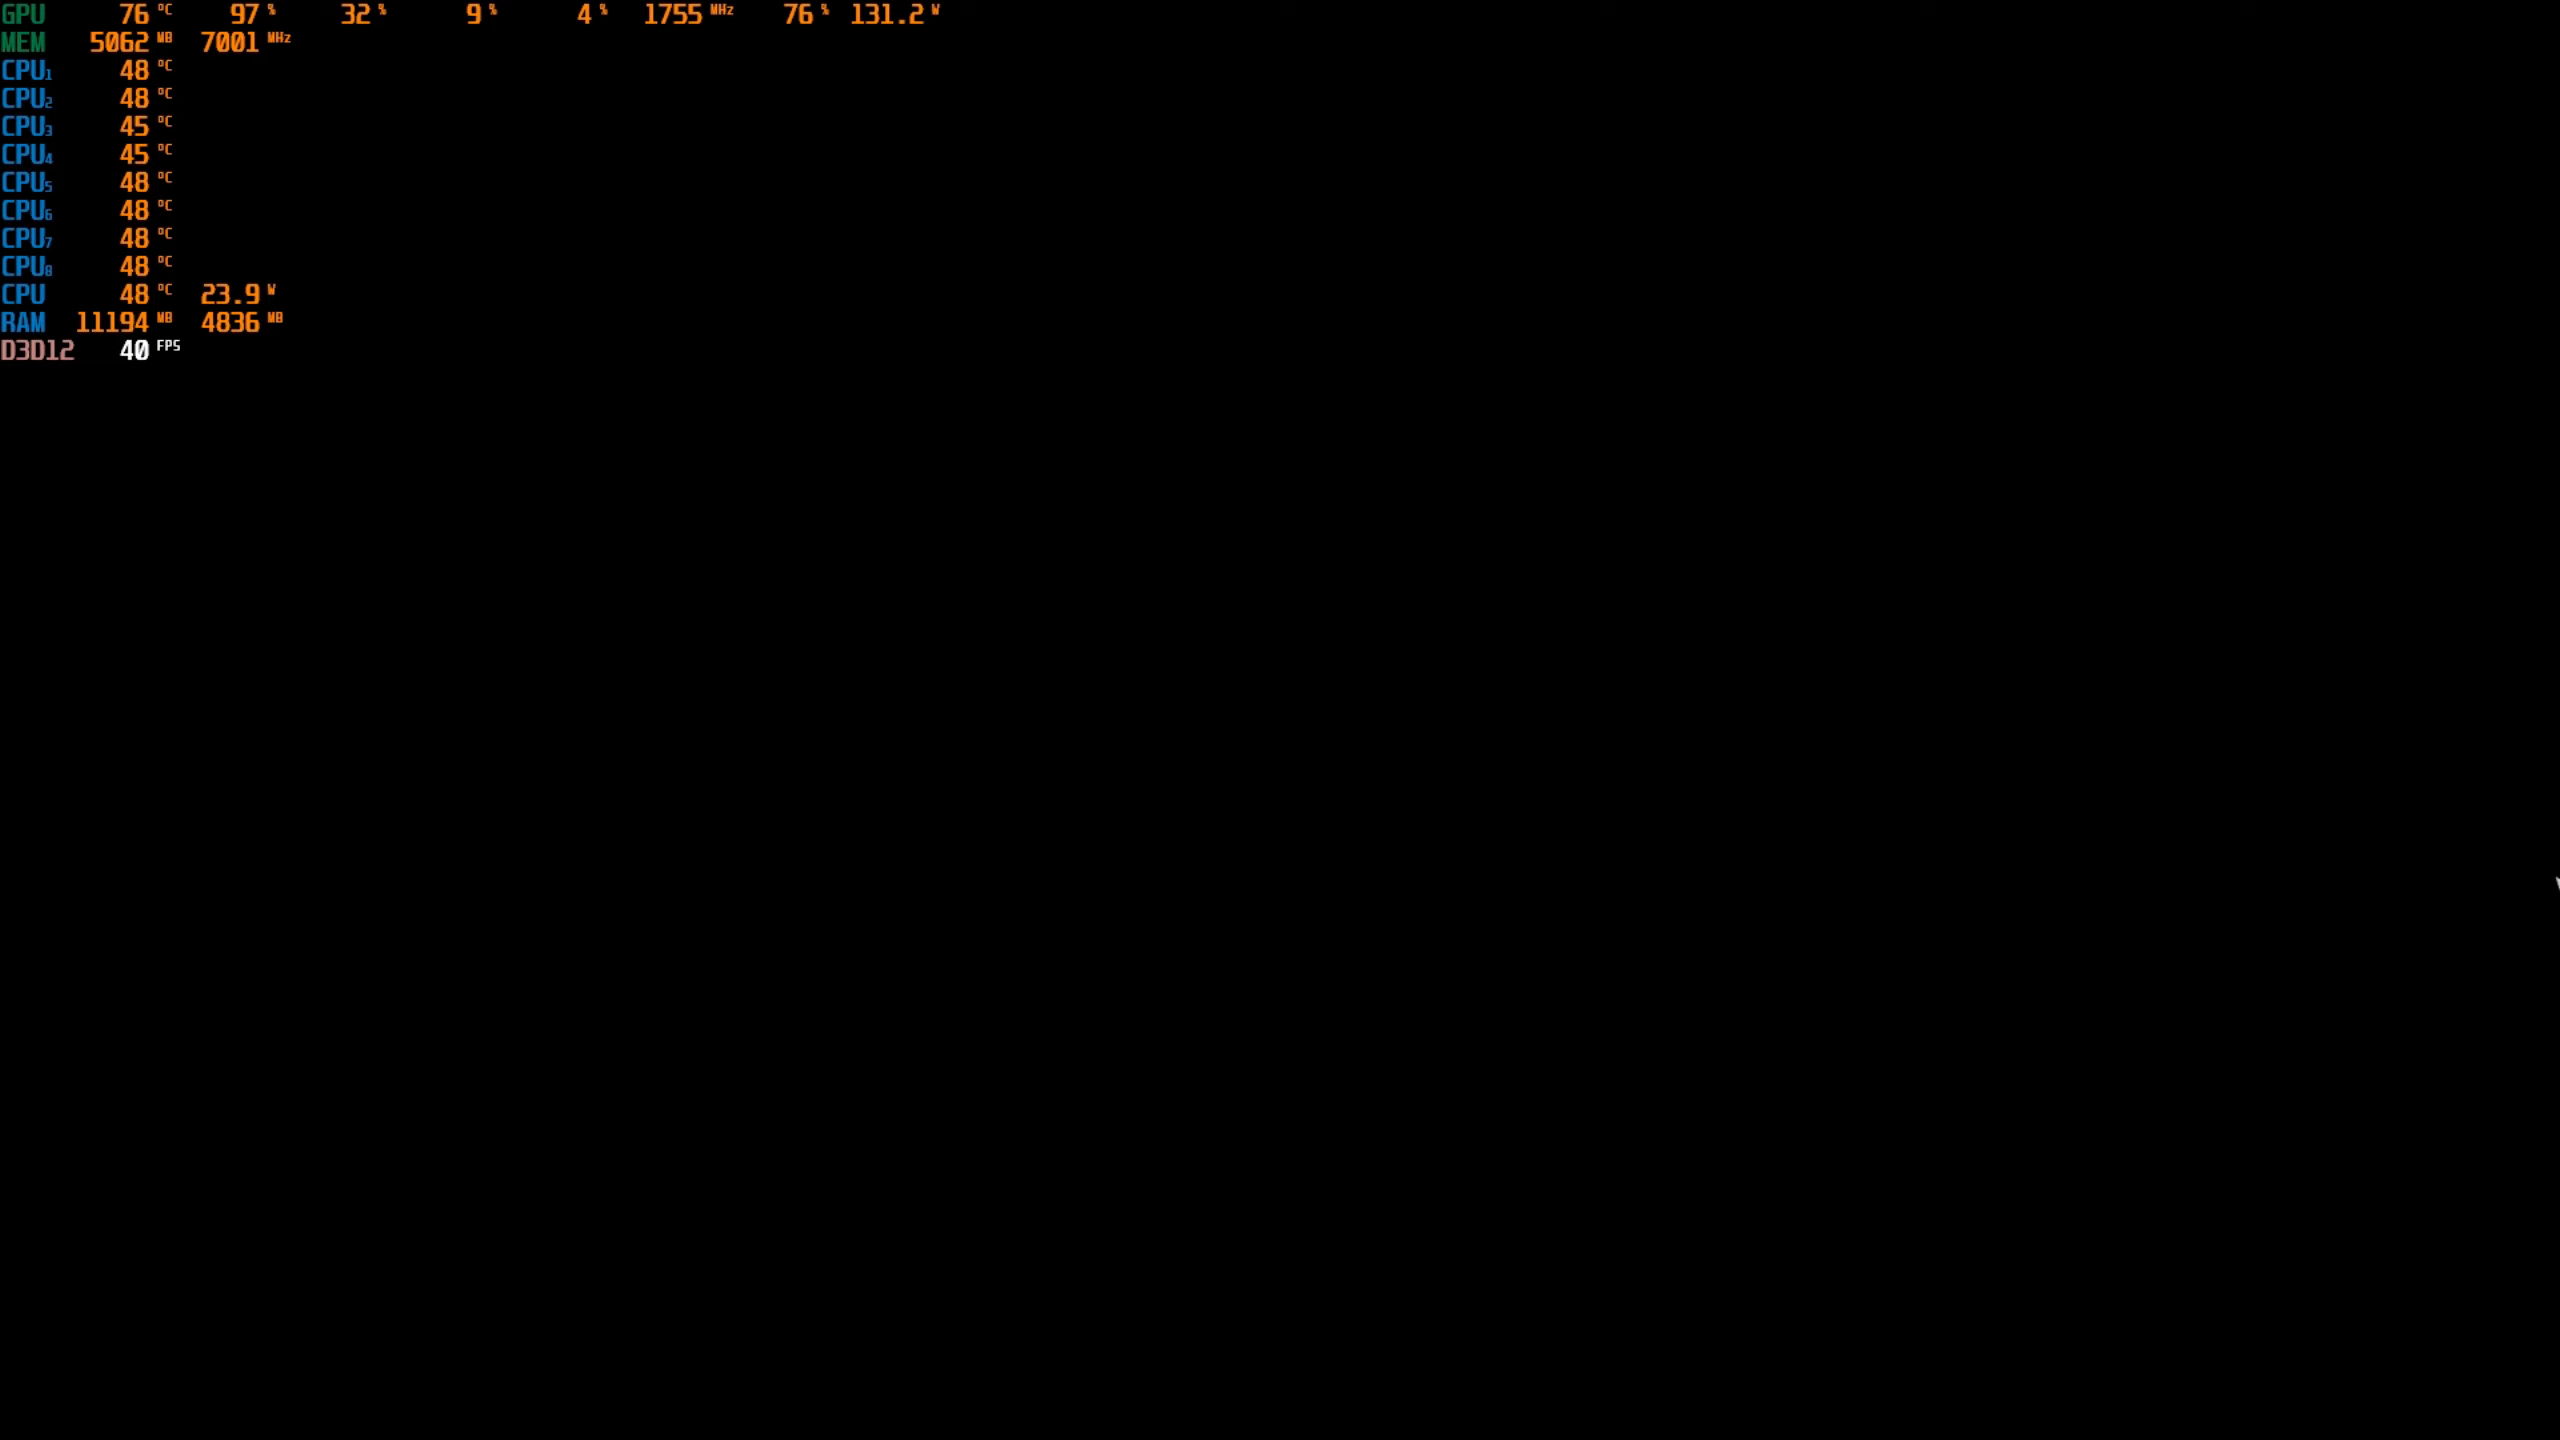 GPU 76 °C 97 % 32 % 9 % 4 % 1755 MHz 76 % 131.2 W
MEM 5062 MB 7001 MHz
CPU1 48 °C
CPU2 48 °C
CPU3 45 °C
CPU4 45 °C
CPU5 48 °C
CPU6 48 °C
CPU7 48 °C
CPU8 48 °C
CPU 48 °C 23.9 W
RAM 11194 MB 4836 MB
D3D12 40 FPS